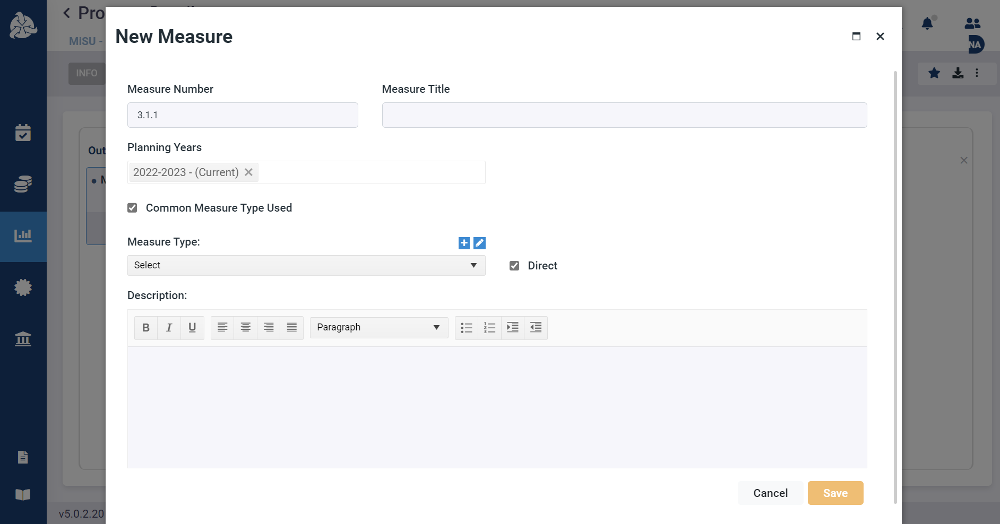 Pro
New Measure
MiSU -
NA
INFO
Measure Number
Measure Title
3.1.1
Out
Planning Years
2022-2023 - (Current)
Common Measure Type Used
Measure Type:
Select
Direct
Description:
B I U
Paragraph
Cancel
Save
v5.0.2.20